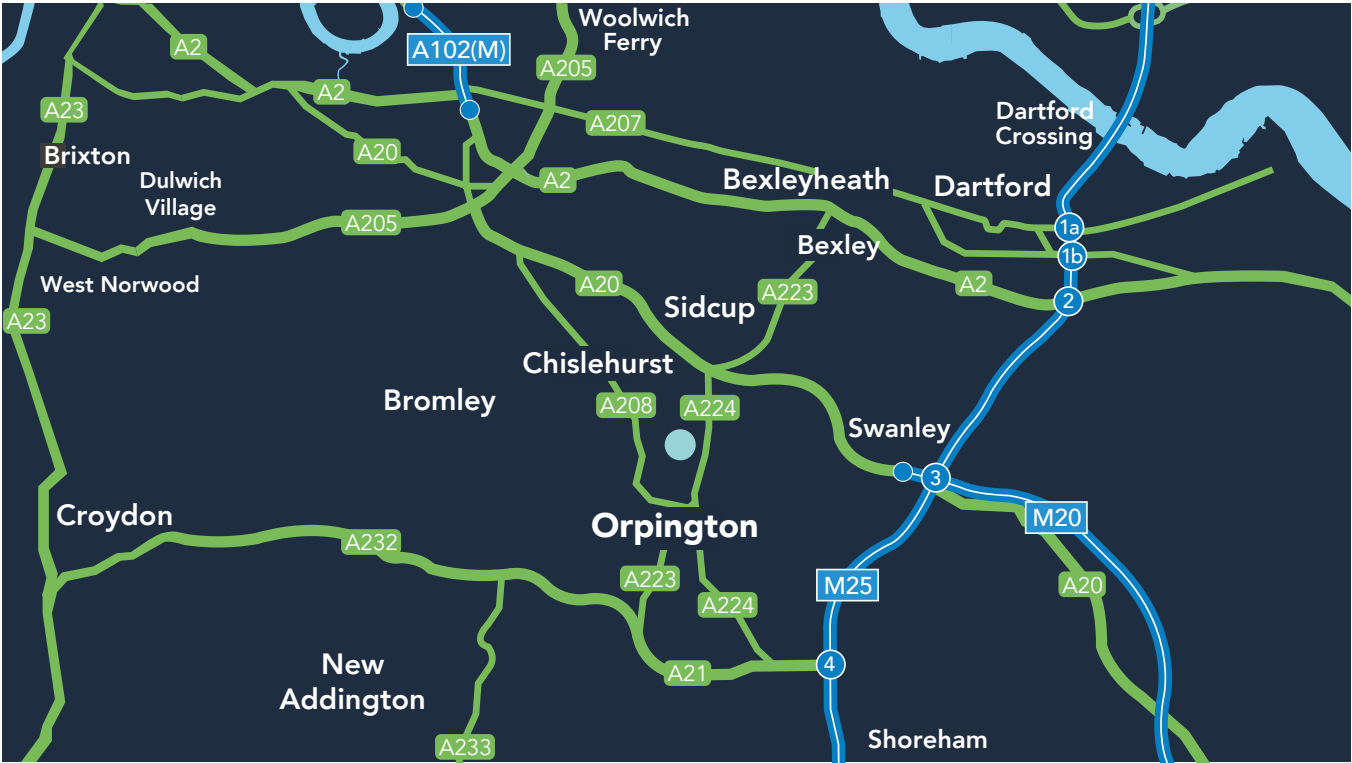 Woolwich
Ferry
A2
A102(M)
A205
A2
A23
A207
Dartford
Crossing
A20
Brixton
Dulwich
Village
A2
Bexleyheath
Dartford
A205
1a
Bexley
1b
West Norwood
A20
A223
A2
2
Sidcup
A23
Chislehurst
Bromley
A208
A224
Swanley
3
Croydon
M20
Orpington
A232
A223
M25
A20
A224
New
Addington
4
A21
Shoreham
A233